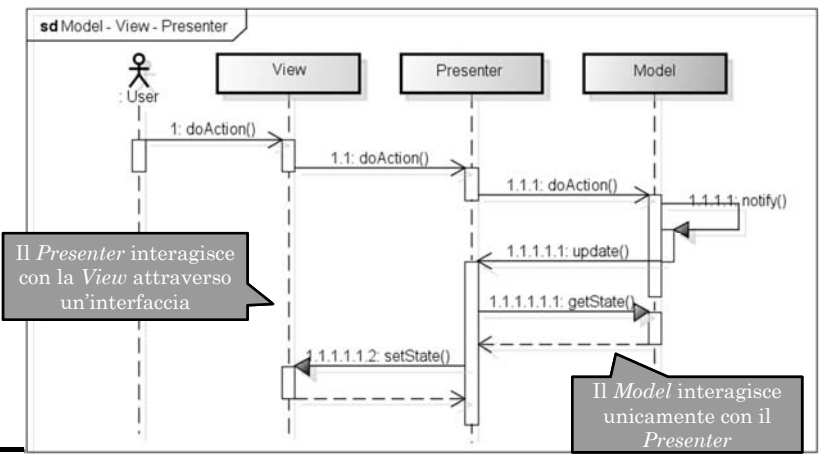 sd Model - View - Presenter
View
Presenter
Model
: User
1: doAction()
1.1: doAction()
1.1.1: doAction()
1.1.1.1: notify()
Il Presenter interagisce
con la View attraverso
un'interfaccia
1.1.1.1.1: update()
1.1.1.1.1.1: getState()
1.1.1.1.1.2: setState()
Il Model interagisce
unicamente con il
Presenter